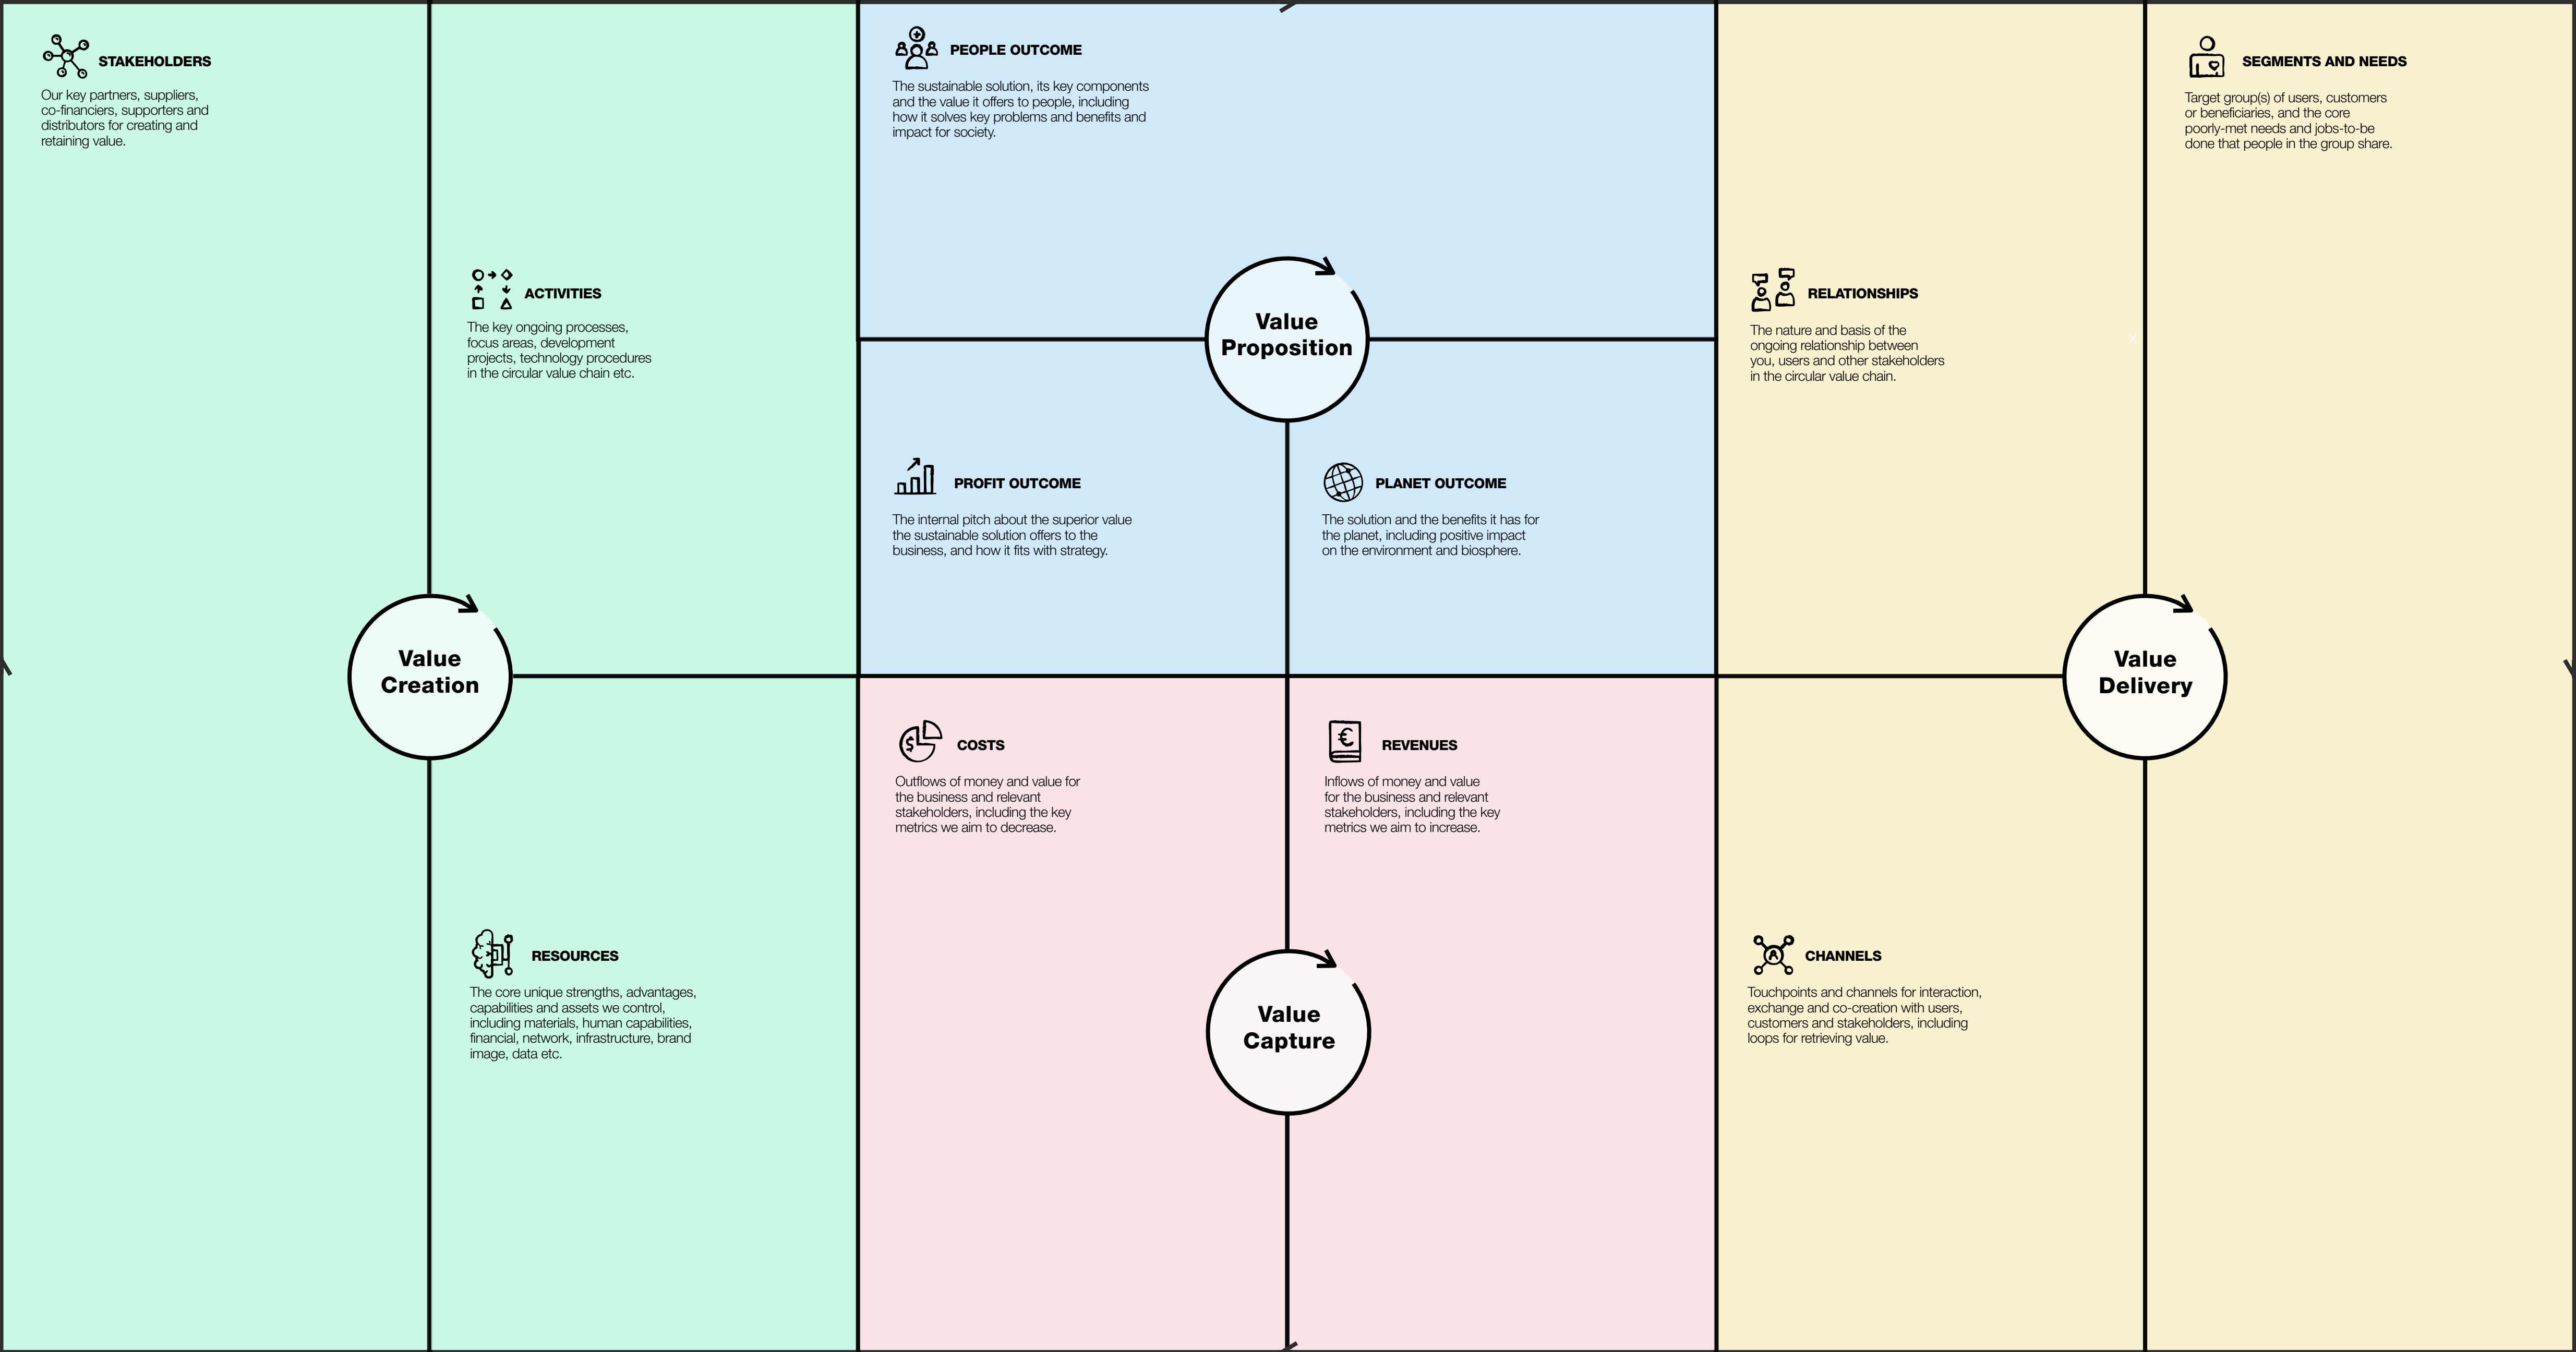 STAKEHOLDERS
Our key partners, suppliers,
co-financiers, supporters and
distributors for creating and
retaining value.
ACTIVITIES
The key ongoing processes,
focus areas, development
projects, technology procedures
in the circular value chain etc.
Value
Creation
RESOURCES
The core unique strengths, advantages,
capabilities and assets we control,
including materials, human capabilities,
financial, network, infrastructure, brand
image, data etc.
PEOPLE OUTCOME
The sustainable solution, its key components
and the value it offers to people, including
how it solves key problems and benefits and
impact for society.
Value
Proposition
PROFIT OUTCOME
The internal pitch about the superior value
the sustainable solution offers to the
business, and how it fits with strategy.
PLANET OUTCOME
The solution and the benefits it has for
the planet, including positive impact
on the environment and biosphere.
$
COSTS
Outflows of money and value for
the business and relevant
stakeholders, including the key
metrics we aim to decrease.
€
REVENUES
Inflows of money and value
for the business and relevant
stakeholders, including the key
metrics we aim to increase.
Value
Capture
RELATIONSHIPS
The nature and basis of the
ongoing relationship between
you, users and other stakeholders
in the circular value chain.
X
SEGMENTS AND NEEDS
Target group(s) of users, customers
or beneficiaries, and the core
poorly-met needs and jobs-to-be
done that people in the group share.
Value
Delivery
CHANNELS
Touchpoints and channels for interaction,
exchange and co-creation with users,
customers and stakeholders, including
loops for retrieving value.